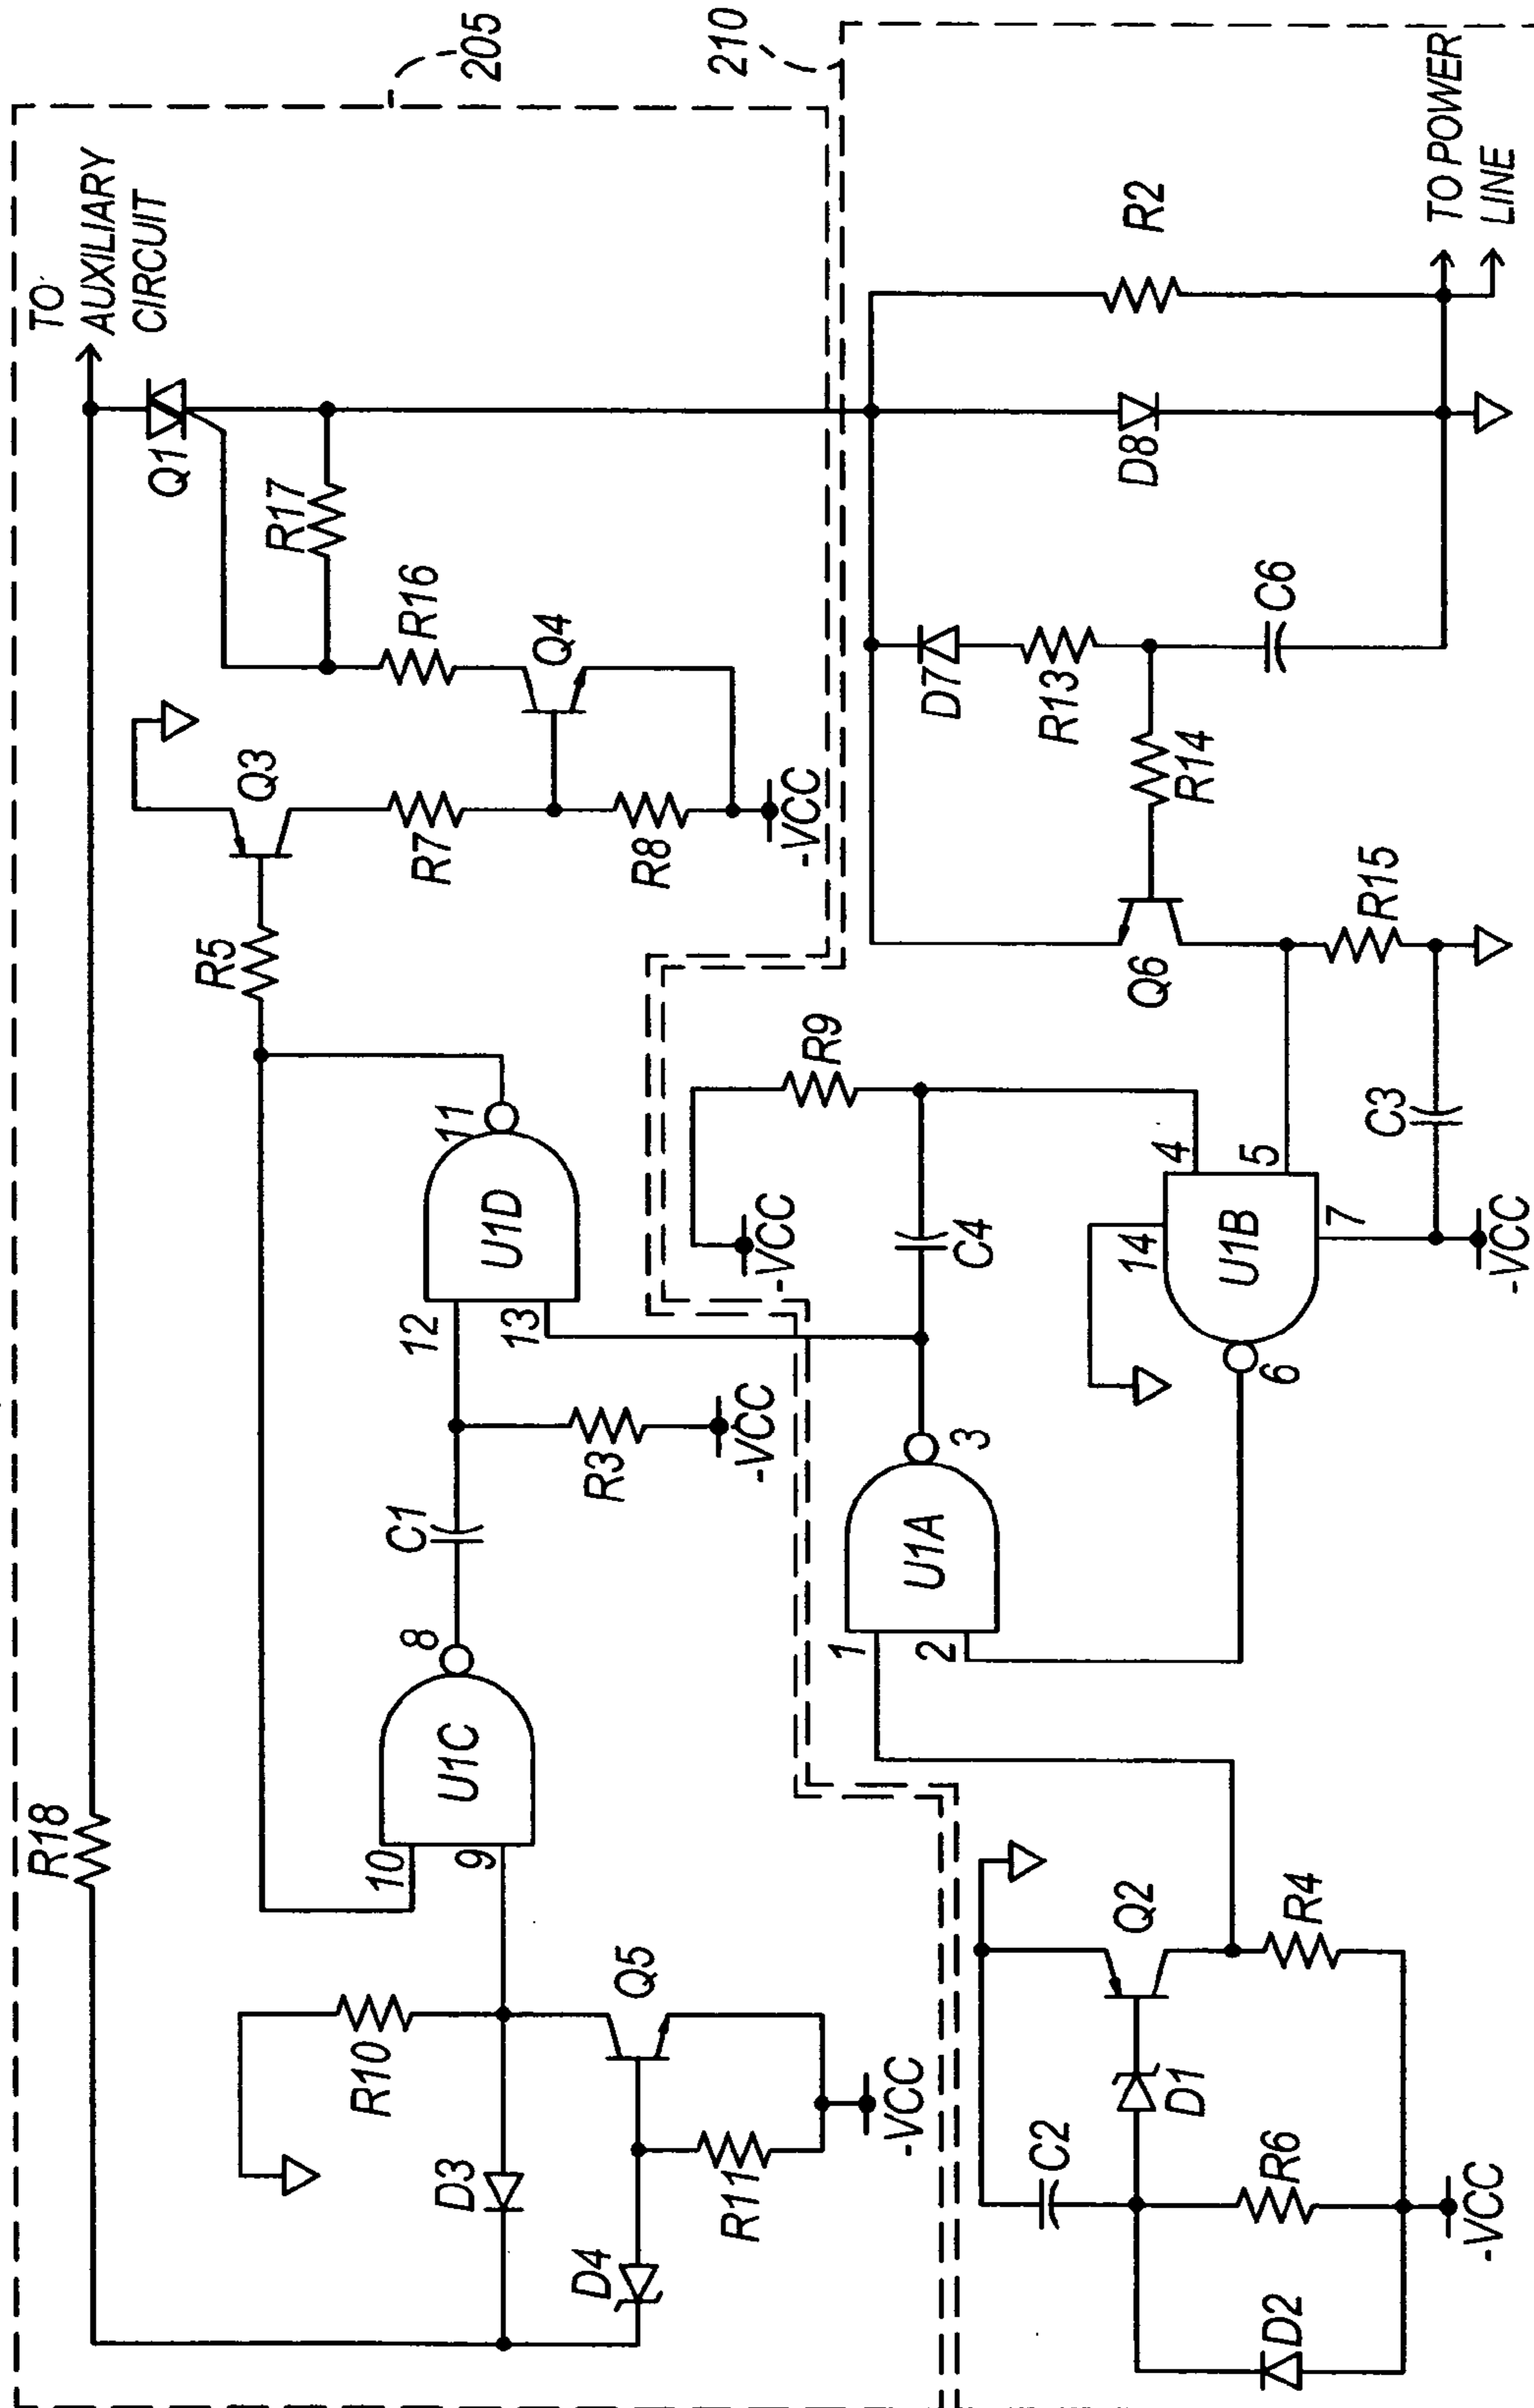 205
TO
AUXILIARY
CIRCUIT
R18
Q1
R17
R16
Q4
Q3
R7
R8
-VCC
R5
11
U1D
12
13
R3
-VCC
C1
8
U1C
10
9
R10
D3
Q5
D4
R11
-VCC
210
R2
D8
TO POWER
LINE
D7
R13
C6
R14
Q6
R15
R9
-VCC
C4
4
5
14
U1B
7
6
C3
-VCC
3
U1A
1
2
Q2
R4
D1
C2
R6
D2
-VCC